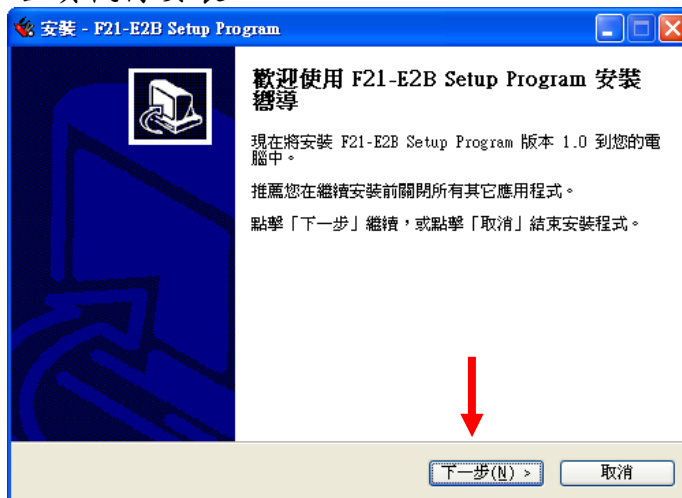 安裝 - F21-E2B Setup Program
歡迎使用 F21-E2B Setup Program 安裝
嚮導
現在將安裝 F21-E2B Setup Program 版本 1.0 到您的電
腦中。
推薦您在繼續安裝前關閉所有其它應用程式。
點擊「下一步」繼續，或點擊「取消」結束安裝程式。
下一步(N) >
取消